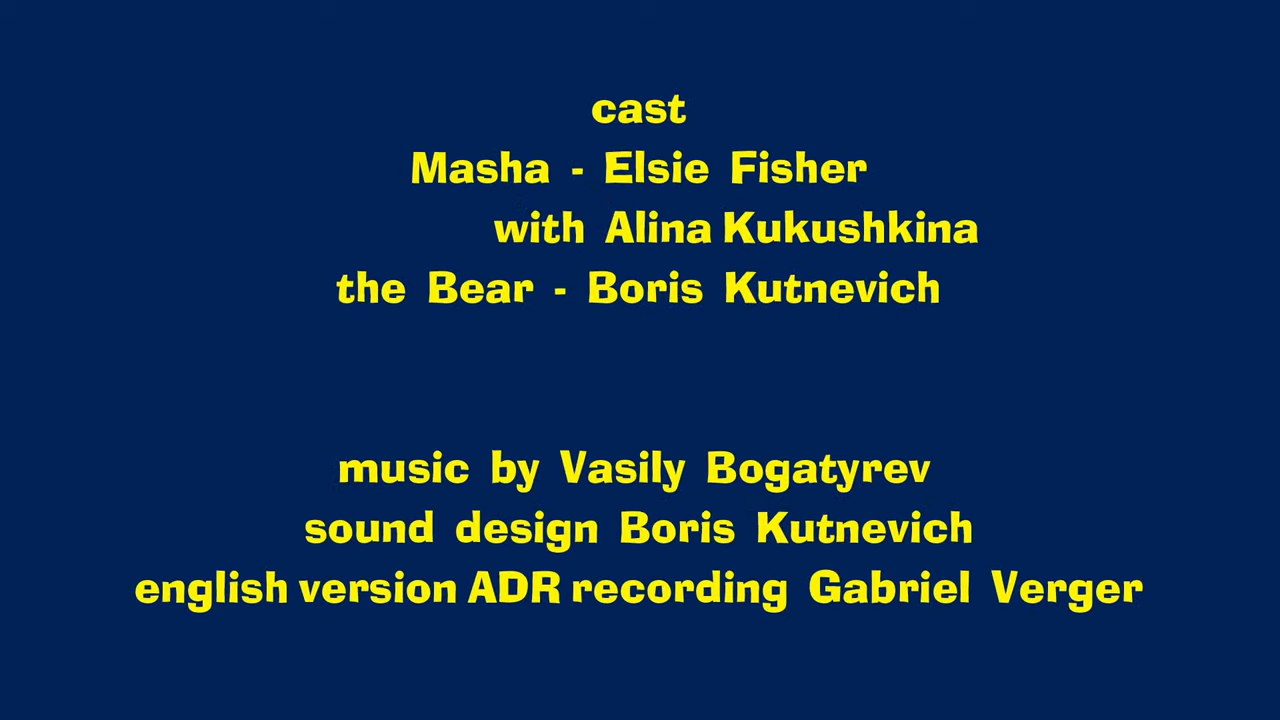 cast
Masha - Elsie Fisher
with Alina Kukushkina
the Bear - Boris Kutnevich
music by Vasily Bogatyrev
sound design Boris Kutnevich
english version ADR recording Gabriel Verger